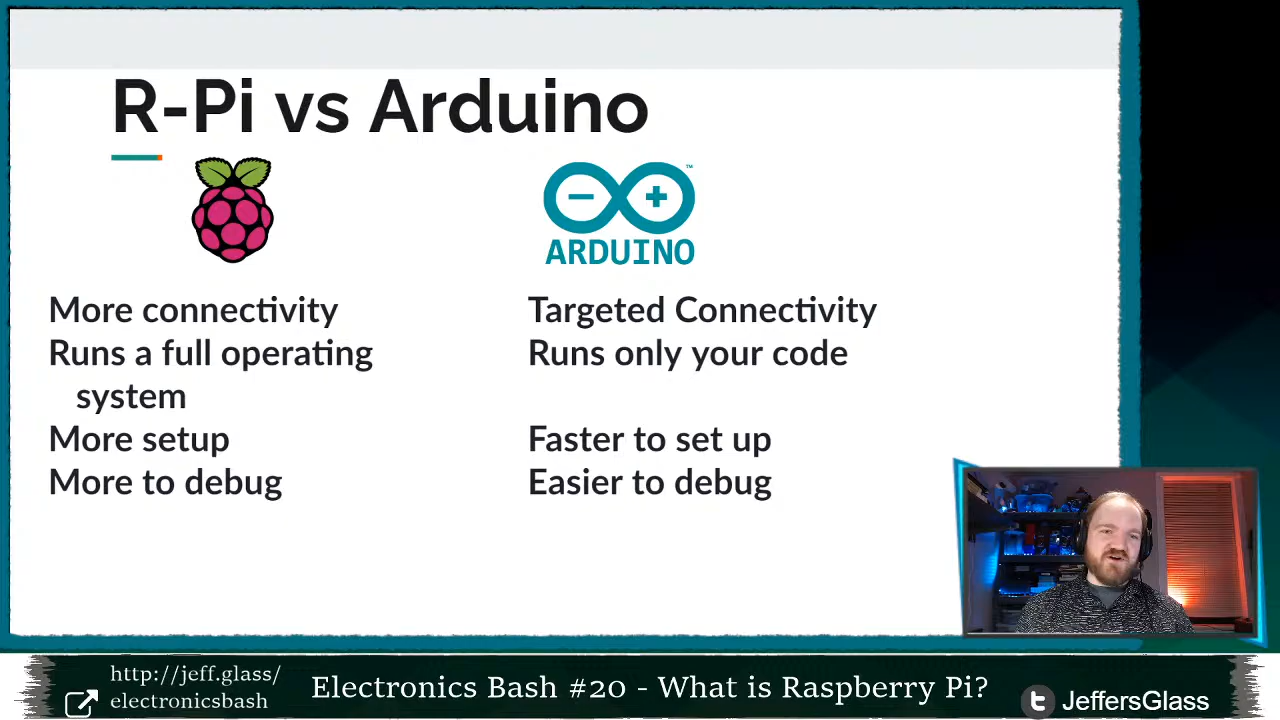 R-Pi vs Arduino
™
ARDUINO
More connectivity
Runs a full operating
system
More setup
More to debug
Targeted Connectivity
Runs only your code
Faster to set up
Easier to debug
http://jeff.glass/
electronicsbash
Electronics Bash #20 - What is Raspberry Pi?
JeffersGlass